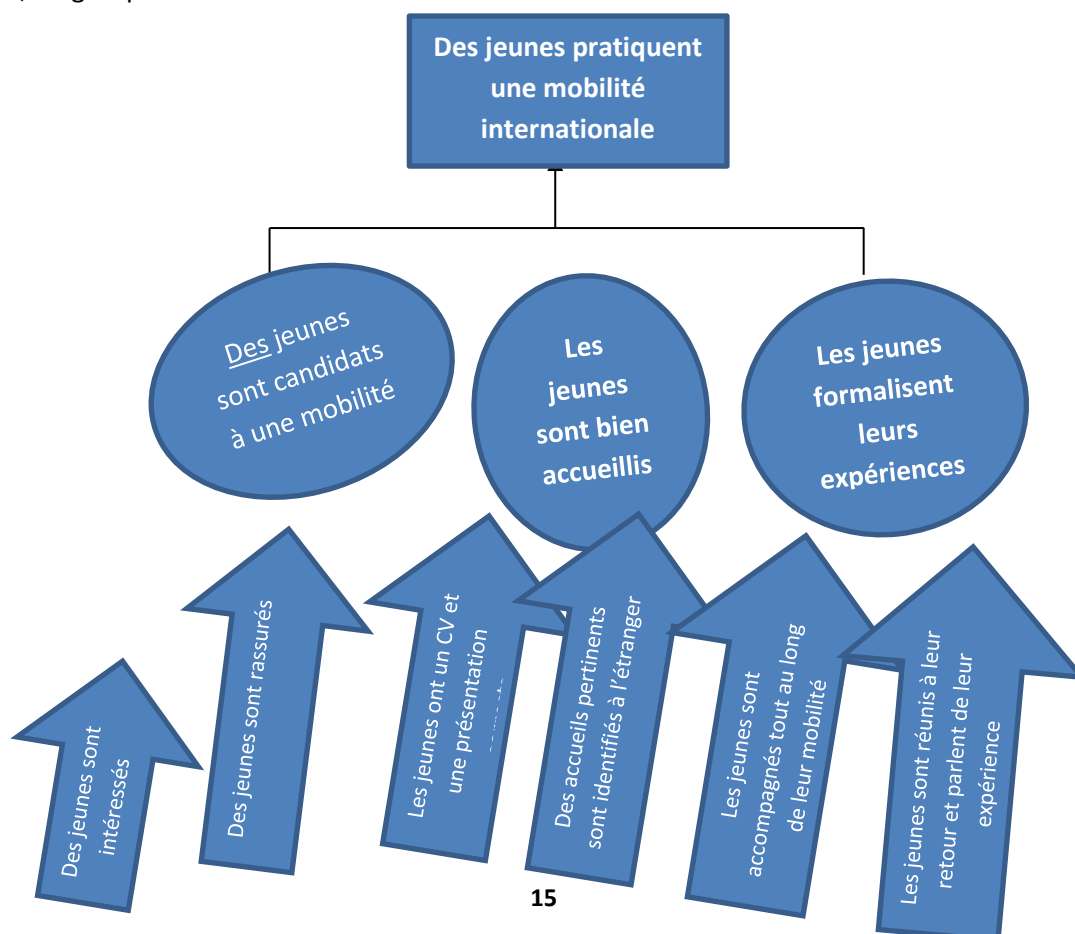 Des jeunes pratiquent
une mobilité
internationale
Des jeunes
sont candidats
à une mobilité
Les
jeunes
sont bien
accueillis
Les jeunes
formalisent
leurs
expériences
Des jeunes sont
intéressés
Des jeunes sont rassurés
Les jeunes ont un CV et
une présentation
Des accueils pertinents
sont identifiés à l’étranger
Les jeunes sont
accompagnés tout au long
de leur mobilité
Les jeunes sont réunis à leur
retour et parlent de leur
expérience
15